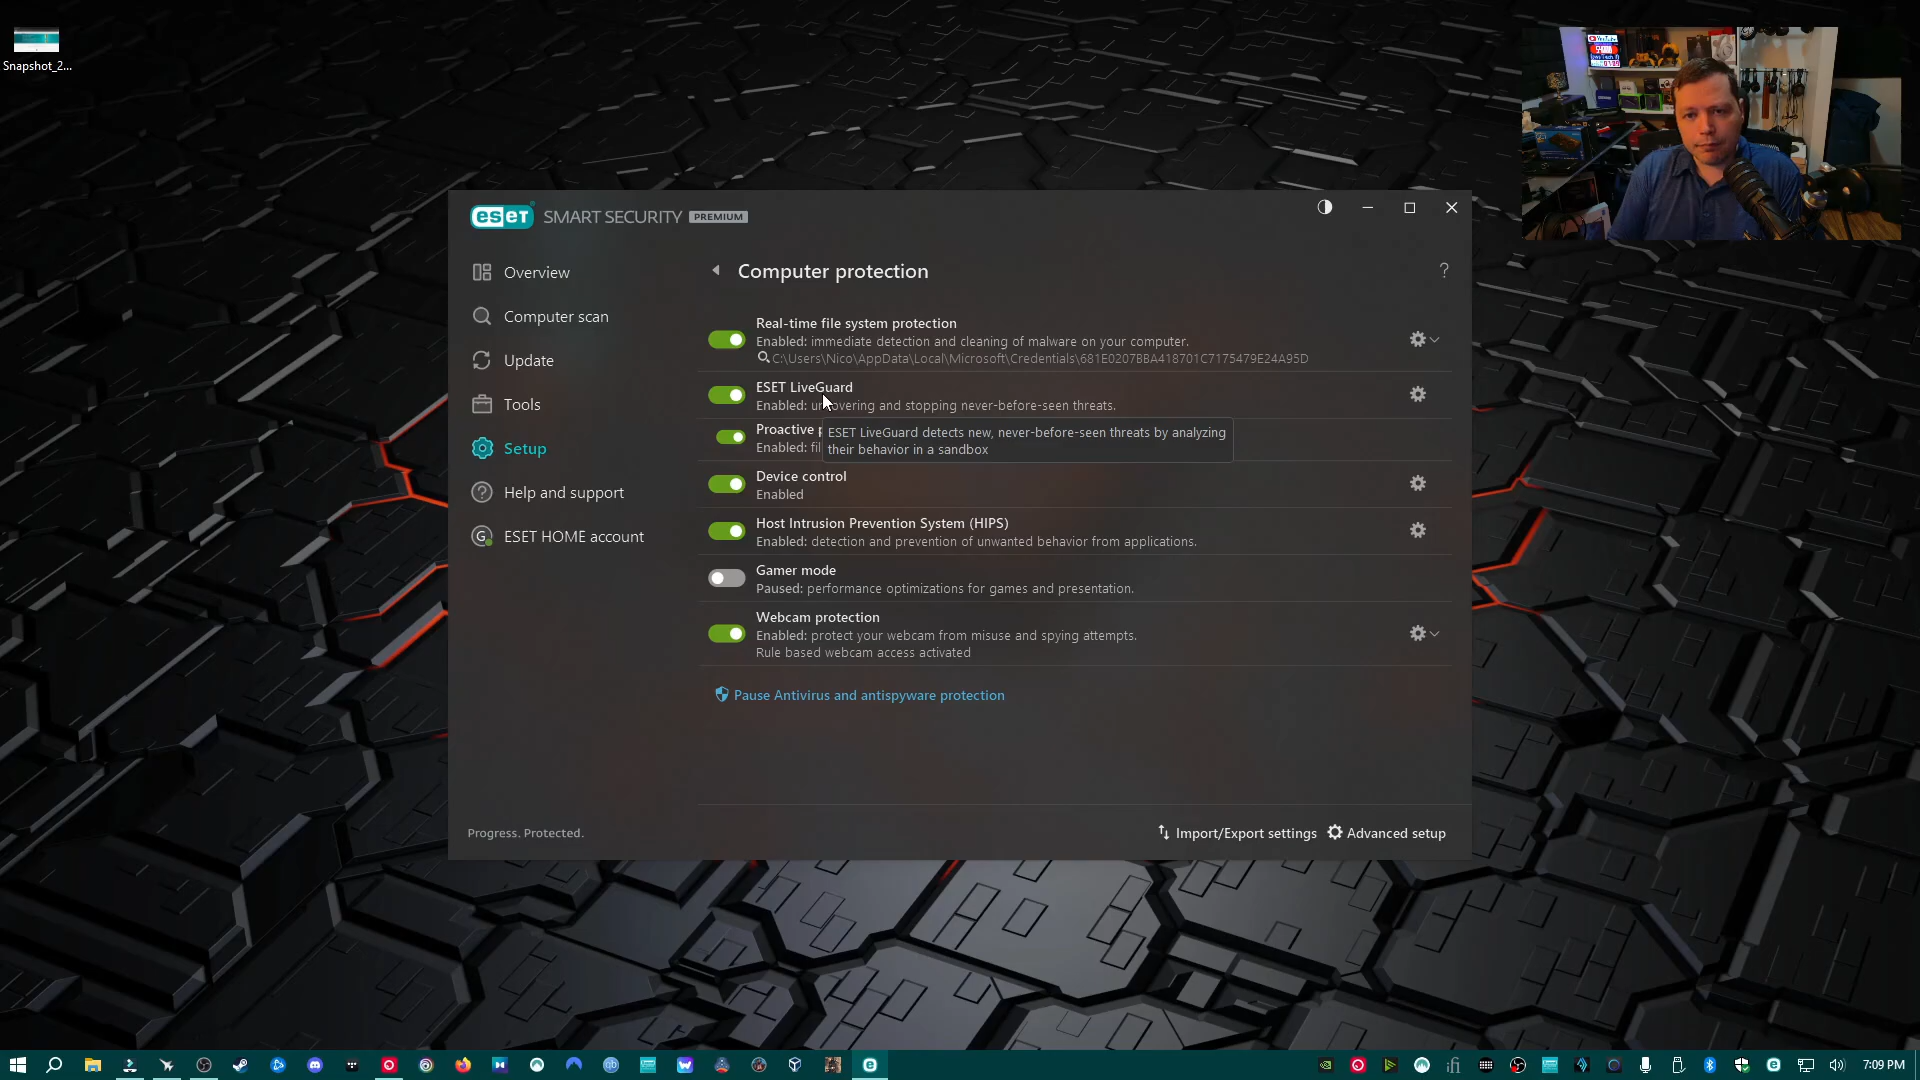 Snapshot_2...
YouTube
eset SMART SECURITY PREMIUM
Overview
Computer scan
Update
Tools
Setup
Help and support
G
ESET HOME account
Computer protection
?
Real-time file system protection
Enabled: immediate detection and cleaning of malware on your computer.
C:\Users\Nico\AppData\Local\Microsoft\Credentials\681E0207BBA418701C7175479E24A95D
ESET LiveGuard
Enabled: uncovering and stopping never-before-seen threats.
Proactive p
Enabled: fil
ESET LiveGuard detects new, never-before-seen threats by analyzing
their behavior in a sandbox
Device control
Enabled
Host Intrusion Prevention System (HIPS)
Enabled: detection and prevention of unwanted behavior from applications.
Gamer mode
Paused: performance optimizations for games and presentation.
Webcam protection
Enabled: protect your webcam from misuse and spying attempts.
Rule based webcam access activated
Pause Antivirus and antispyware protection
Progress. Protected.
Import/Export settings
Advanced setup
7:09 PM